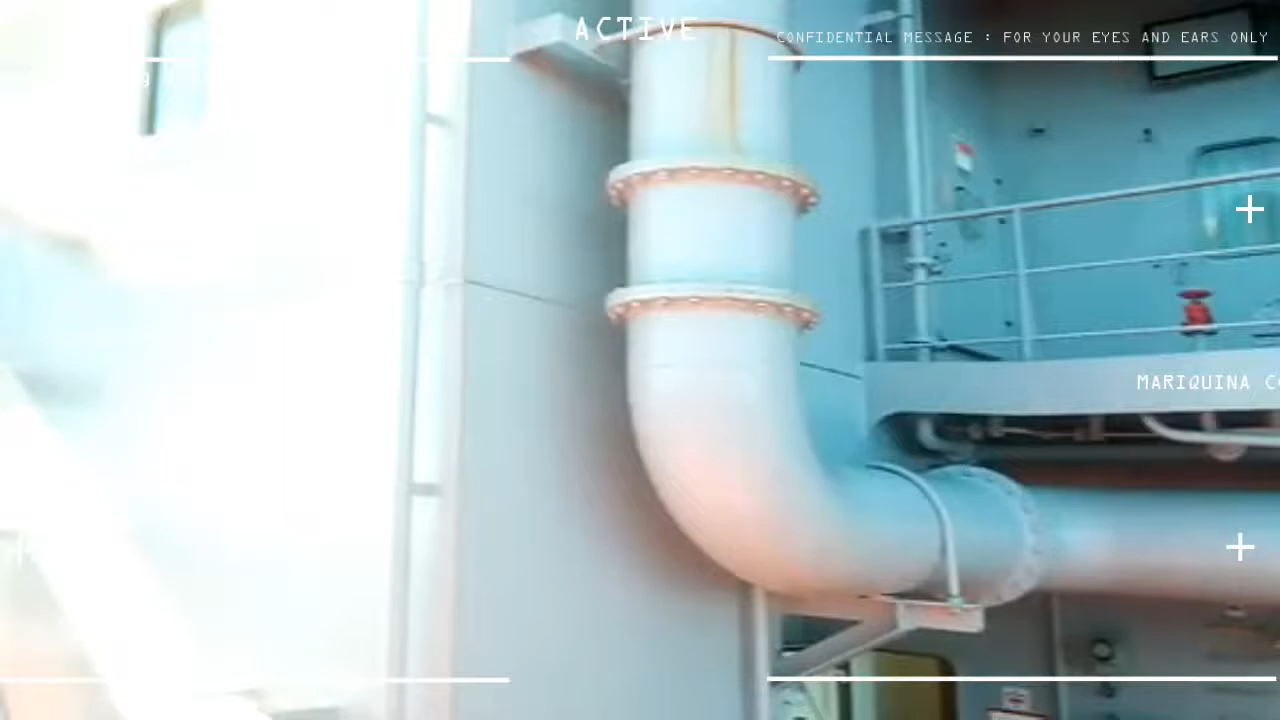 ACTIVE
CONFIDENTIAL MESSAGE : FOR YOUR EYES AND EARS ONLY
MARIQUINA